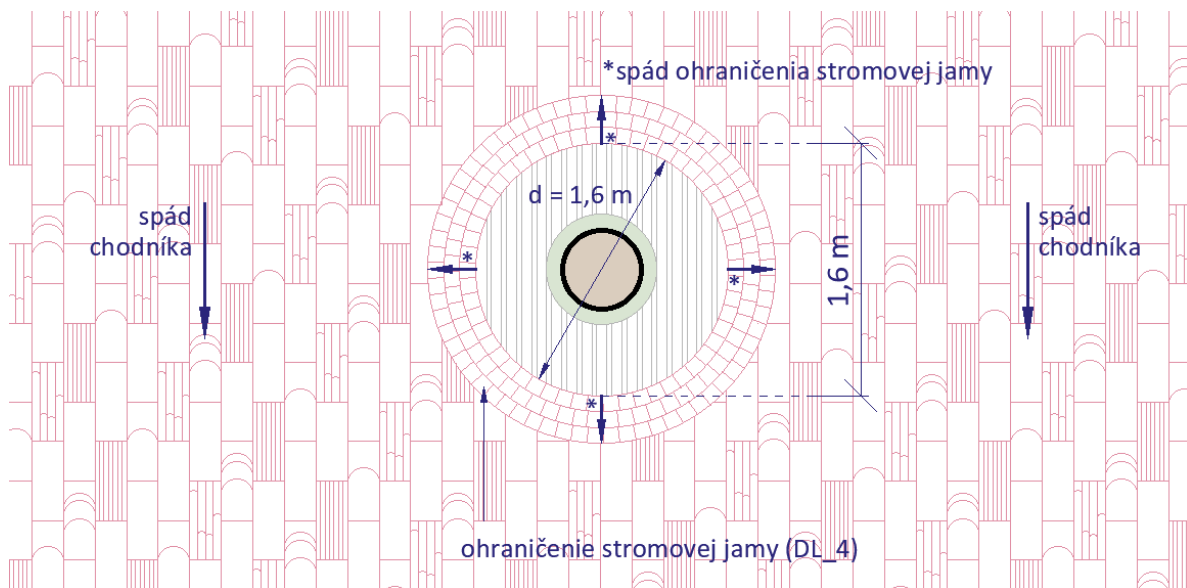 *spád ohraničenia stromovej jamy
*
d = 1,6 m
spád
chodníka
spád
chodníka
*
*
1,6 m
*
ohraničenie stromovej jamy (DL_4)